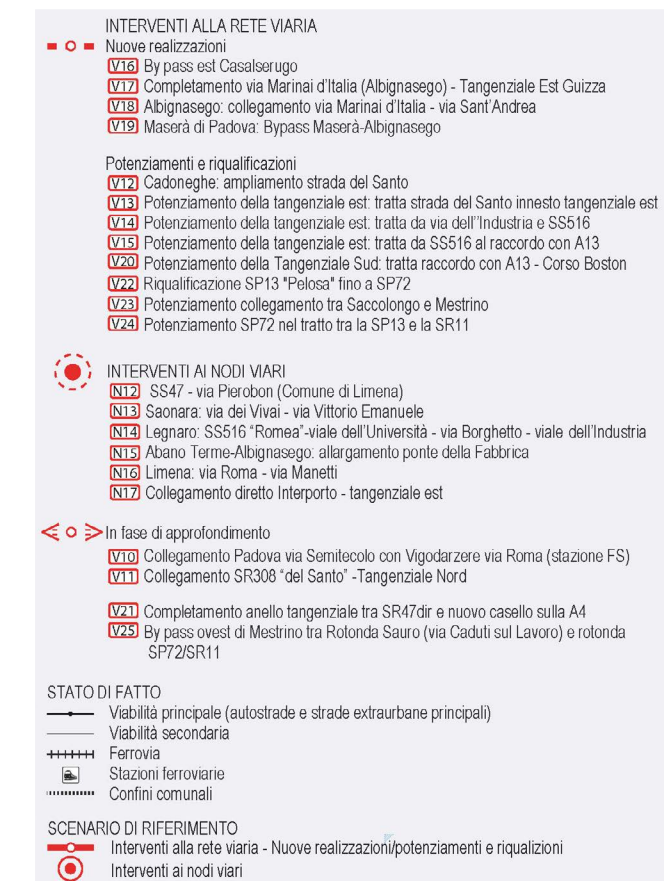 INTERVENTI ALLA RETE VIARIA
Nuove realizzazioni
V16 By pass est Casalserugo
V17 Completamento via Marinai d'Italia (Albignasego) - Tangenziale Est Guizza
V18 Albignasego: collegamento via Marinai d'Italia - via Sant'Andrea
V19 Maserà di Padova: Bypass Maserà-Albignasego
Potenziamenti e riqualificazioni
V12 Cadoneghe: ampliamento strada del Santo
V13 Potenziamento della tangenziale est: tratta strada del Santo innesto tangenziale est
V14 Potenziamento della tangenziale est: tratta da via dell''Industria e SS516
V15 Potenziamento della tangenziale est: tratta da SS516 al raccordo con A13
V20 Potenziamento della Tangenziale Sud: tratta raccordo con A13 - Corso Boston
V22 Riqualificazione SP13 "Pelosa" fino a SP72
V23 Potenziamento collegamento tra Saccolongo e Mestrino
V24 Potenziamento SP72 nel tratto tra la SP13 e la SR11
INTERVENTI AI NODI VIARI
N12 SS47 - via Pierobon (Comune di Limena)
N13 Saonara: via dei Vivai - via Vittorio Emanuele
N14 Legnaro: SS516 “Romea”-viale dell'Università - via Borghetto - viale dell'Industria
N15 Abano Terme-Albignasego: allargamento ponte della Fabbrica
N16 Limena: via Roma - via Manetti
N17 Collegamento diretto Interporto - tangenziale est
In fase di approfondimento
V10 Collegamento Padova via Semitecolo con Vigodarzere via Roma (stazione FS)
V11 Collegamento SR308 “del Santo” -Tangenziale Nord
V21 Completamento anello tangenziale tra SR47dir e nuovo casello sulla A4
V25 By pass ovest di Mestrino tra Rotonda Sauro (via Caduti sul Lavoro) e rotonda
SP72/SR11
STATO DI FATTO
Viabilità principale (autostrade e strade extraurbane principali)
Viabilità secondaria
Ferrovia
Stazioni ferroviarie
Confini comunali
SCENARIO DI RIFERIMENTO
Interventi alla rete viaria - Nuove realizzazioni/potenziamenti e riqualizioni
Interventi ai nodi viari